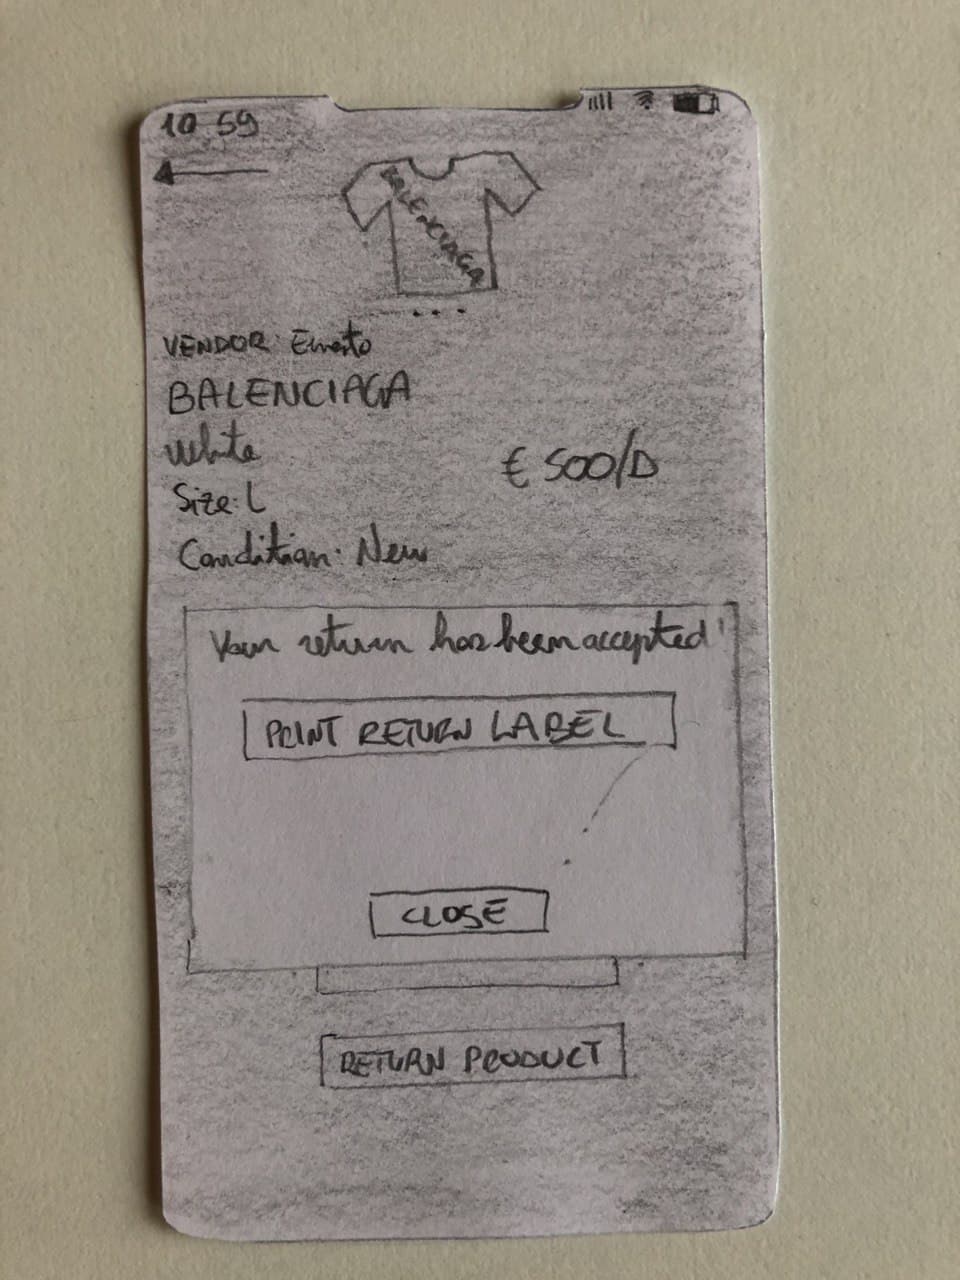 10 59
BALENCIAGA
VENDOR: Ernesto
BALENCIAGA
White
€ 500/D
Size: L
Condition: New
Your return has been accepted!
PRINT RETURN LABEL
CLOSE
RETURN PRODUCT